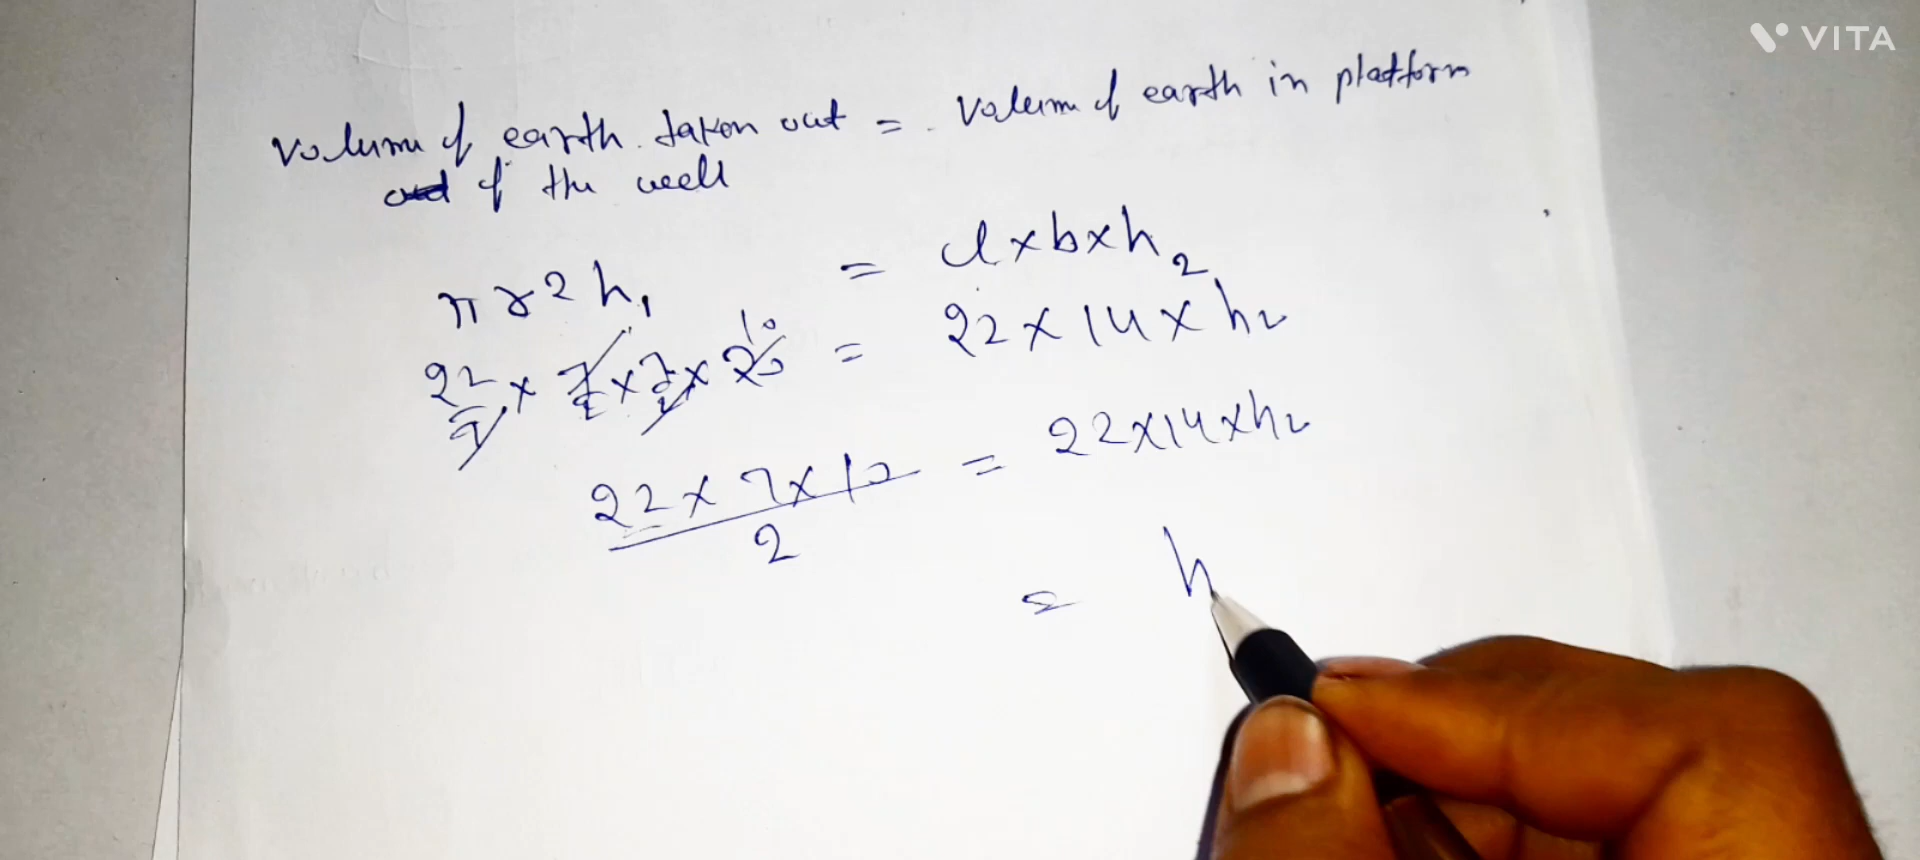 VITA
Volume of earth taken out = Volume of earth in platform
of the well
πr2h₁ = l×b×h₂
22/7 × 7/2 × 7/2 × 20 10 = 22×14×h₂
22×7×10/2 = 22×14×h₂
= h